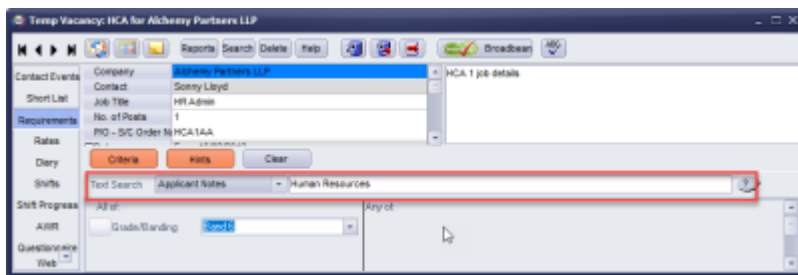 Temp Vacancy: HCA for Alchemy Partners LLP
Reports Search Delete Help Broadbean ABC
Contact Events
Short List
Requirements
Rates
Diary
Shifts
Shift Progress
AWR
Questionnaire
Web
Company Alchemy Partners LLP
Contact Sonny Lloyd
Job Title HR Admin
No. of Posts 1
P/O - S/C Order N HCA1AA
HCA 1 job details
Criteria Hints Clear
Text Search Applicant Notes Human Resources
All of: Any of:
Grade/Banding